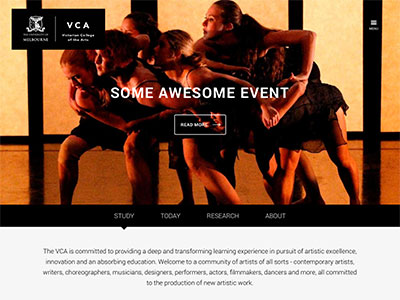 THE UNIVERSITY OF
MELBOURNE
VCA
Victorian College
of the Arts
MENU
SOME AWESOME EVENT
READ MORE
STUDY TODAY RESEARCH ABOUT
The VCA is committed to providing a deep and transforming learning experience in pursuit of artistic excellence,
innovation and an absorbing education. Welcome to a community of artists of all sorts - contemporary artists,
writers, choreographers, musicians, designers, performers, actors, filmmakers, dancers and more, all committed
to the production of new artistic work.